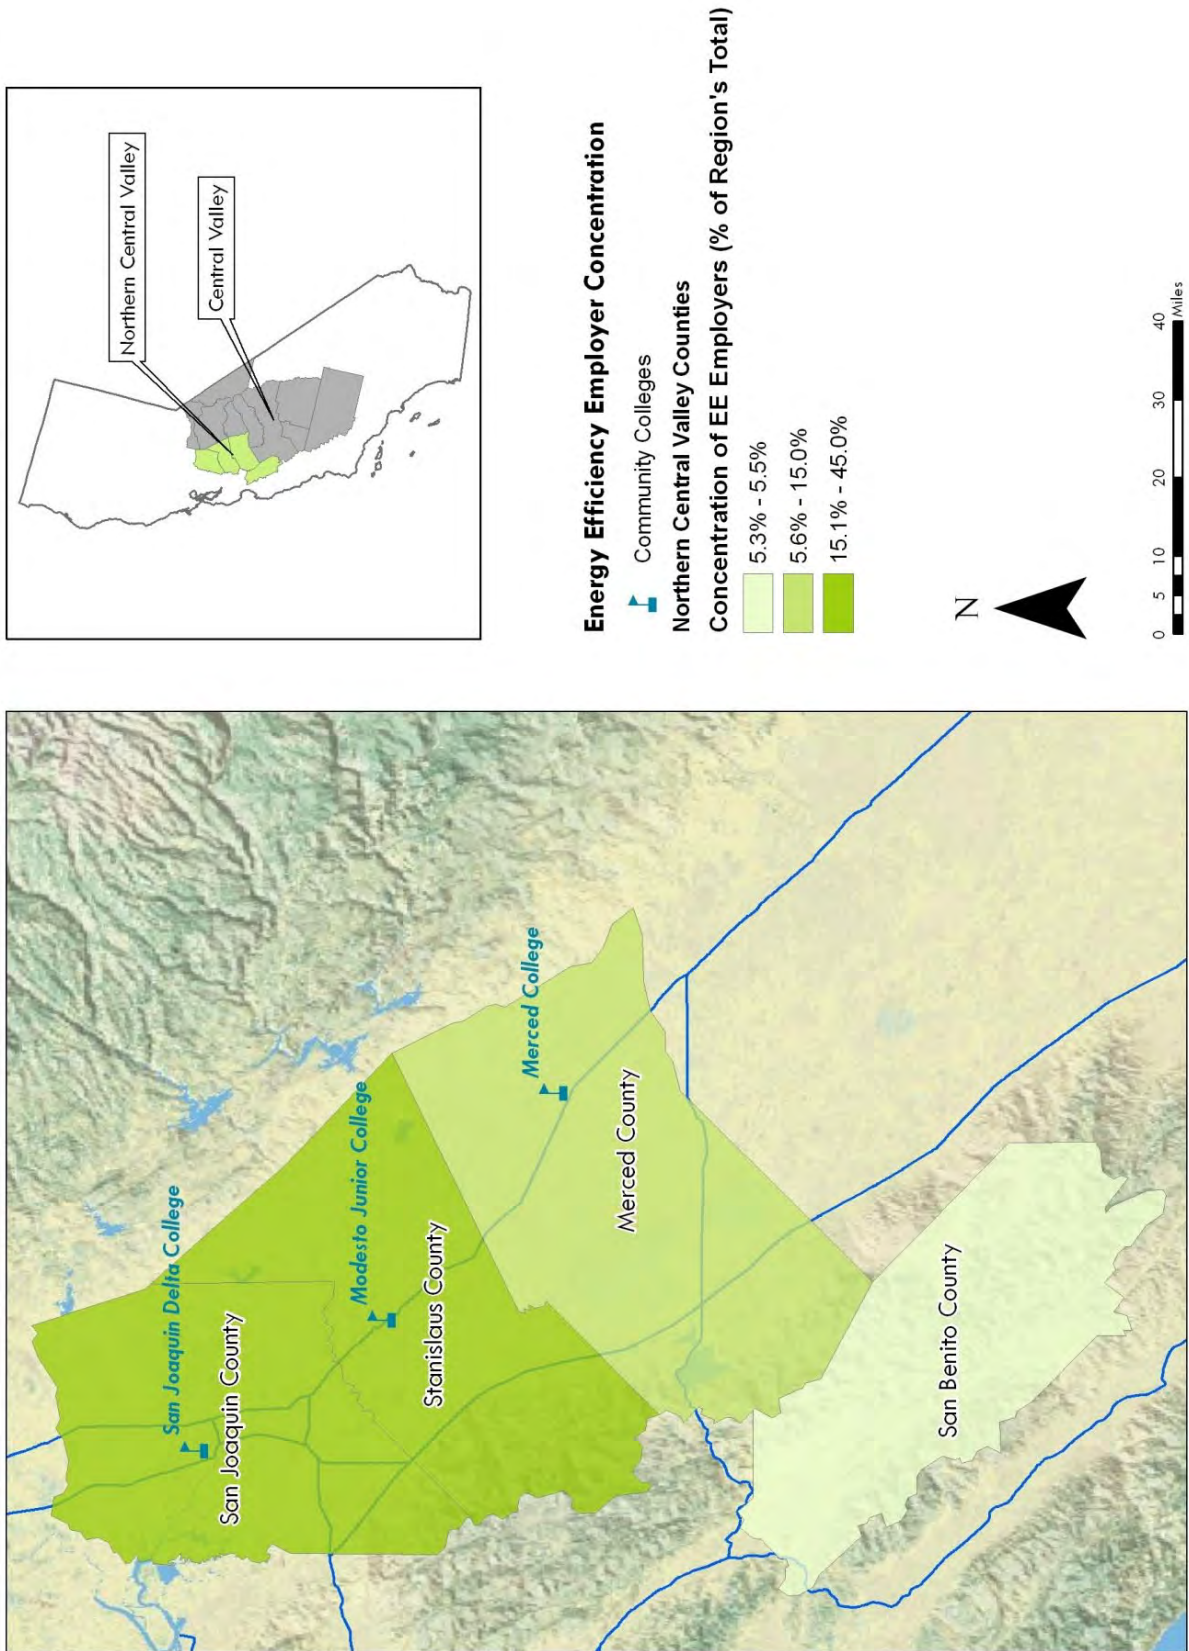 San Joaquin Delta College
San Joaquin County
Modesto Junior College
Stanislaus County
Merced College
Merced County
San Benito County
Northern Central Valley
Central Valley
Energy Efficiency Employer Concentration
Community Colleges
Northern Central Valley Counties
Concentration of EE Employers (% of Region's Total)
5.3% - 5.5%
5.6% - 15.0%
15.1% - 45.0%
N
0 5 10 20 30 40
Miles